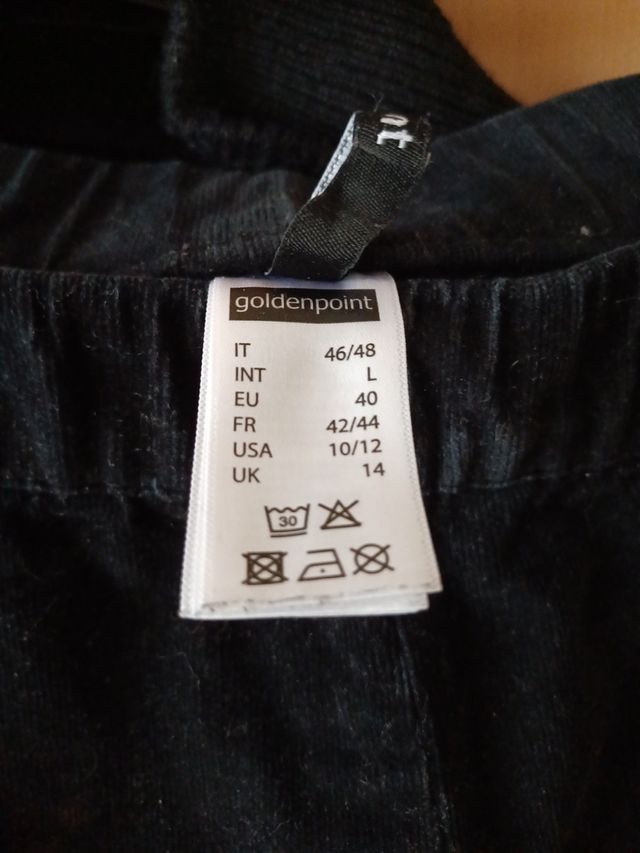 goldenpoint
IT 46/48
INT L
EU 40
FR 42/44
USA 10/12
UK 14
30